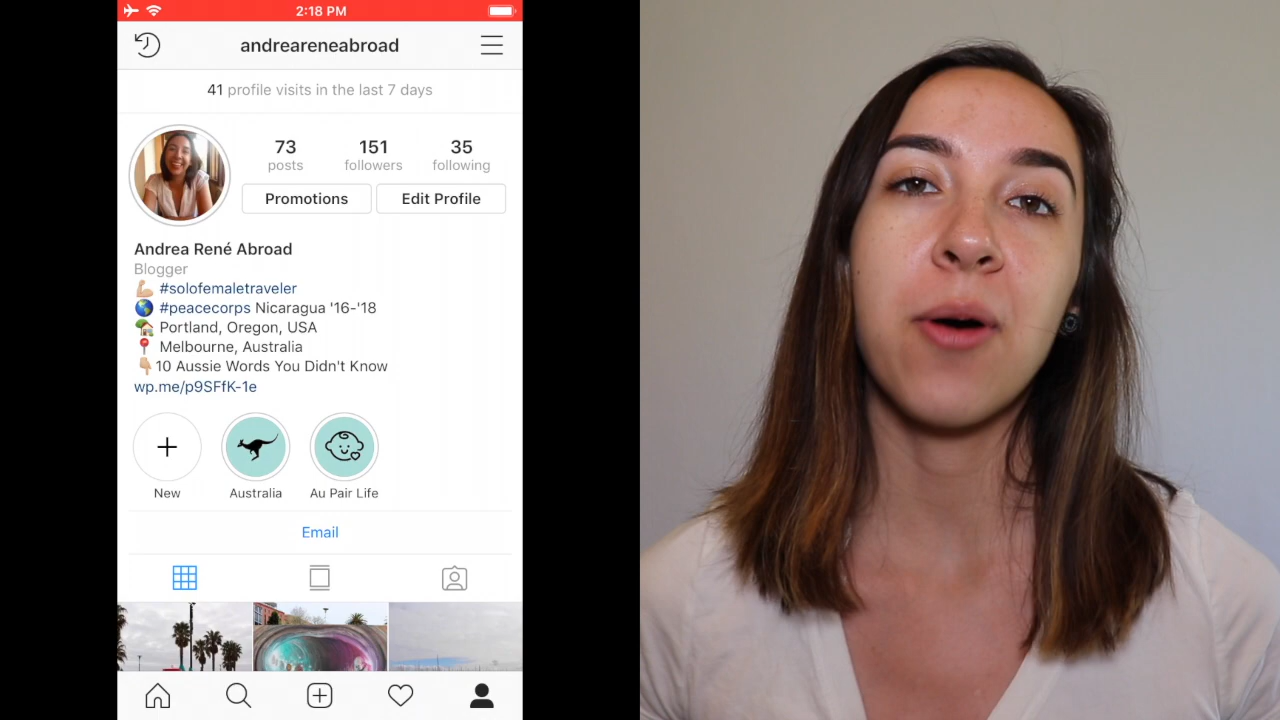 2:18 PM
andreareneabroad
41 profile visits in the last 7 days
73 151 35
posts followers following
Promotions Edit Profile
Andrea René Abroad
Blogger
💪🏼 #solofemaletraveler
🌎 #peacecorps Nicaragua '16-'18
🏡 Portland, Oregon, USA
📍 Melbourne, Australia
👇🏼10 Aussie Words You Didn't Know
wp.me/p9SFfK-1e
New Australia Au Pair Life
Email